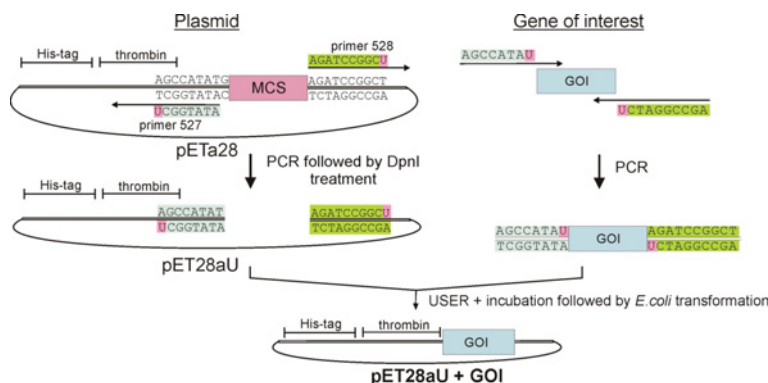 Plasmid
Gene of interest
His-tag thrombin
AGATCCGGCU
primer 528
AGCCATATG MCS AGATCCGGCT
TCGGTATAC TCTAGGCCGA
UCGGTATA
primer 527
pETa28
AGCCATAU
GOI
UCTAGGCCGA
PCR followed by DpnI
treatment
PCR
His-tag thrombin
AGCCATAT AGATCCGGCU
UCGGTATA TCTAGGCCGA
pET28aU
AGCCATAU GOI AGATCCGGCT
TCGGTATA UCTAGGCCGA
USER + incubation followed by E.coli transformation
His-tag thrombin
GOI
pET28aU + GOI